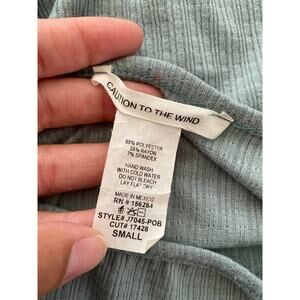 CAUTION TO THE WIND
65% POLYESTER
28% RAYON
7% SPANDEX
HAND WASH
WITH COLD WATER
DO NOT BLEACH
LAY FLAT DRY
MADE IN MEXICO
RN # 156284
STYLE# J7045-POB
CUT# 17428
SMALL